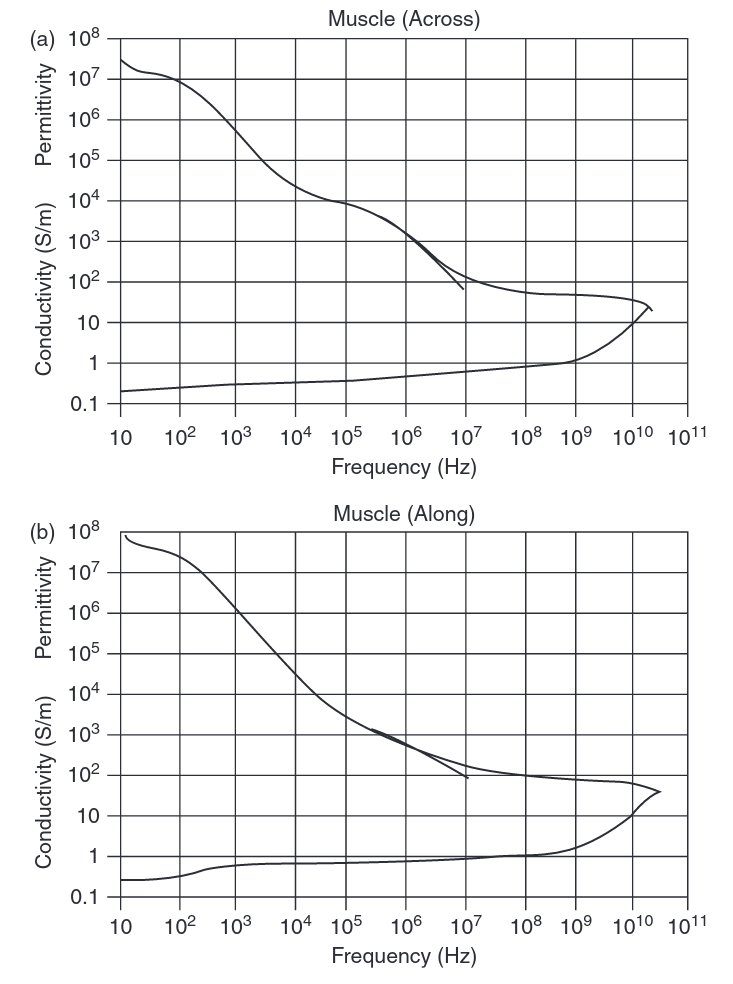 Muscle (Across)
(a)
10⁸
10⁷
10⁶
10⁵
10⁴
10³
10²
10
1
0.1
Permittivity
Conductivity (S/m)
10 10² 10³ 10⁴ 10⁵ 10⁶ 10⁷ 10⁸ 10⁹ 10¹⁰ 10¹¹
Frequency (Hz)
Muscle (Along)
(b)
10⁸
10⁷
10⁶
10⁵
10⁴
10³
10²
10
1
0.1
Permittivity
Conductivity (S/m)
10 10² 10³ 10⁴ 10⁵ 10⁶ 10⁷ 10⁸ 10⁹ 10¹⁰ 10¹¹
Frequency (Hz)